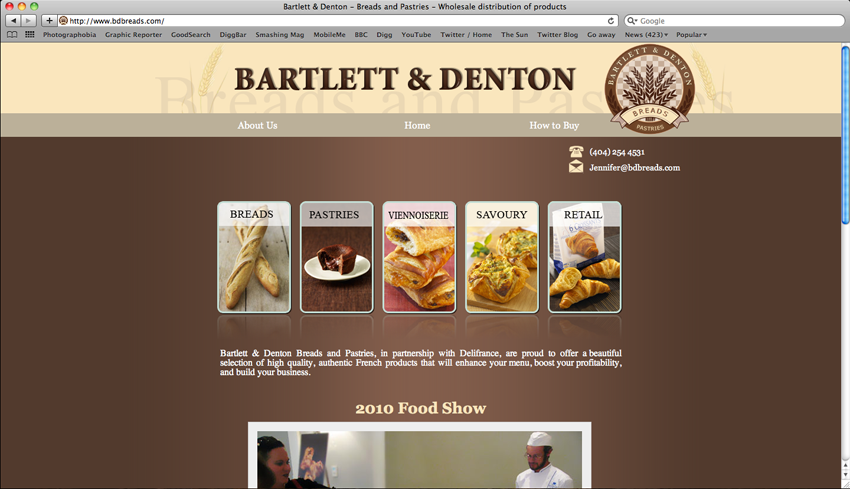 Bartlett & Denton – Breads and Pastries – Wholesale distribution of products
http://www.bdbreads.com/
Google
Photographobia Graphic Reporter GoodSearch DiggBar Smashing Mag MobileMe BBC Digg YouTube Twitter / Home The Sun Twitter Blog Go away News (423) Popular
Breads and Pastries
BARTLETT & DENTON
BARTLETT & DENTON
BREADS
PASTRIES
About Us Home How to Buy
(404) 254 4531
Jennifer@bdbreads.com
BREADS PASTRIES VIENNOISERIE SAVOURY RETAIL
Bartlett & Denton Breads and Pastries, in partnership with Delifrance, are proud to offer a beautiful
selection of high quality, authentic French products that will enhance your menu, boost your profitability,
and build your business.
2010 Food Show